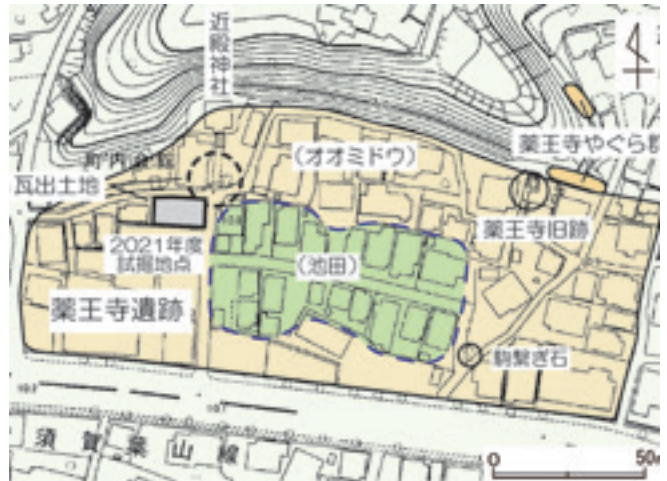 近殿神社
町内会館
(オオミドウ)
薬王寺やぐら群
瓦出土地
薬王寺旧跡
2021年度
試掘地点
(池田)
薬王寺遺跡
駒繋ぎ石
須賀葉山線
0 50m